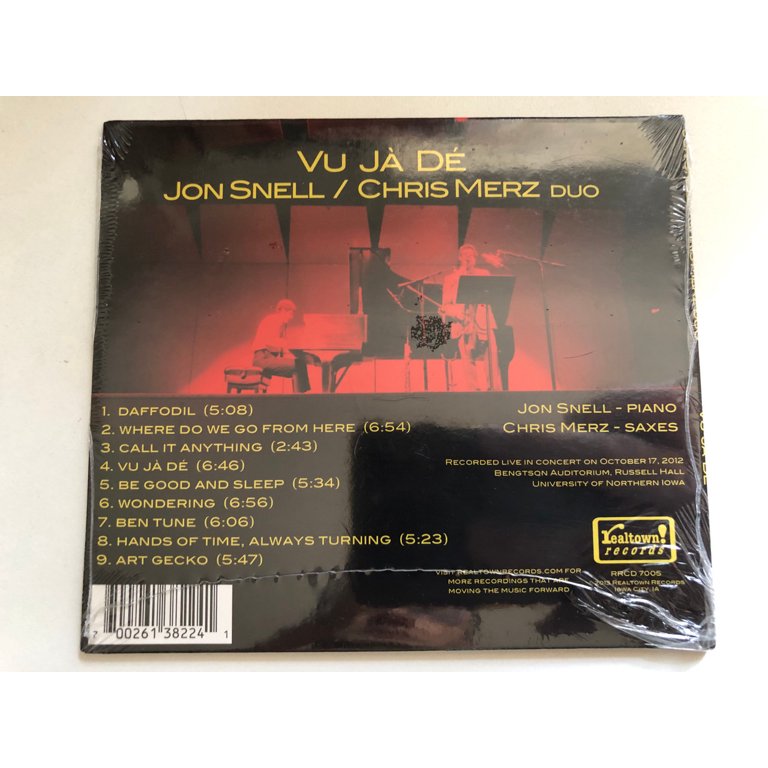 VU JÀ DÉ
JON SNELL / CHRIS MERZ DUO
1. DAFFODIL (5:08)
2. WHERE DO WE GO FROM HERE (6:54)
3. CALL IT ANYTHING (2:43)
4. VU JÀ DÉ (6:46)
5. BE GOOD AND SLEEP (5:34)
6. WONDERING (6:56)
7. BEN TUNE (6:06)
8. HANDS OF TIME, ALWAYS TURNING (5:23)
9. ART GECKO (5:47)
JON SNELL – PIANO
CHRIS MERZ – SAXES
RECORDED LIVE IN CONCERT ON OCTOBER 17, 2012
BENGTSON AUDITORIUM, RUSSELL HALL
UNIVERSITY OF NORTHERN IOWA
realtown!
records
RRCD 7005
©2013 REALTOWN RECORDS
IOWA CITY, IA
VISIT REALTOWNRECORDS.COM FOR
MORE RECORDINGS THAT ARE
MOVING THE MUSIC FORWARD
7 00261 38224 1